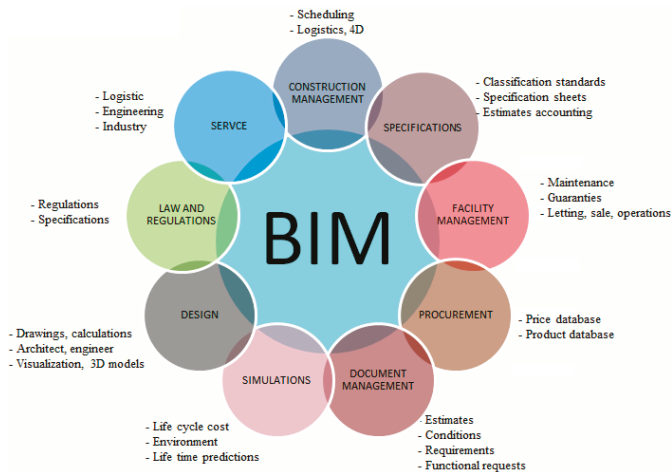 - Scheduling
- Logistics, 4D
CONSTRUCTION
MANAGEMENT
- Classification standards
- Specification sheets
- Estimates accounting
SPECIFICATIONS
- Maintenance
- Guaranties
- Letting, sale, operations
FACILITY
MANAGEMENT
- Price database
- Product database
PROCUREMENT
- Estimates
- Conditions
- Requirements
- Functional requests
DOCUMENT
MANAGEMENT
- Life cycle cost
- Environment
- Life time predictions
SIMULATIONS
- Drawings, calculations
- Architect, engineer
- Visualization, 3D models
DESIGN
- Regulations
- Specifications
LAW AND
REGULATIONS
- Logistic
- Engineering
- Industry
SERVCE
BIM